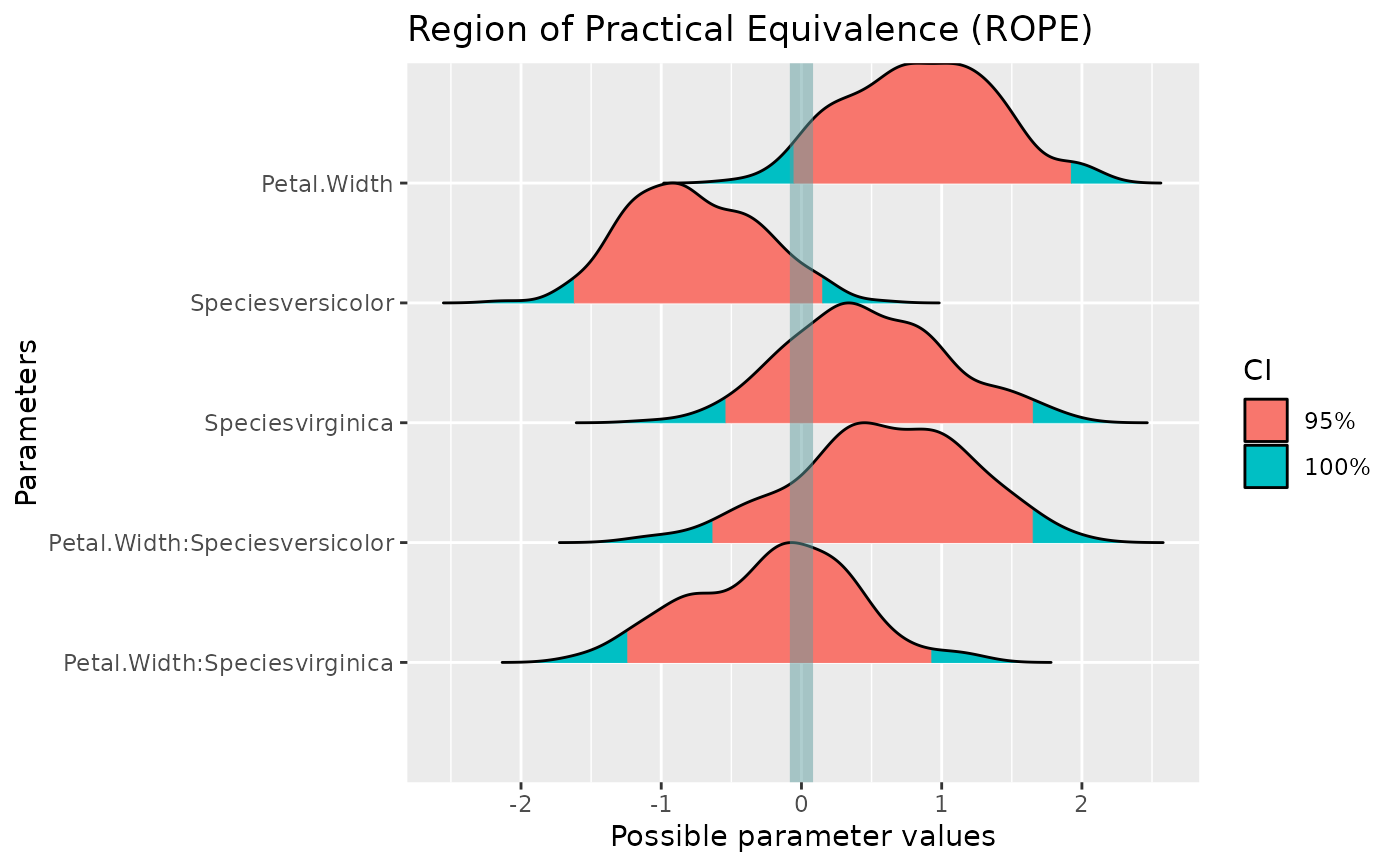 Region of Practical Equivalence (ROPE)
Parameters
Petal.Width
Speciesversicolor
Speciesvirginica
Petal.Width:Speciesversicolor
Petal.Width:Speciesvirginica
-2 -1 0 1 2
Possible parameter values
CI
95%
100%